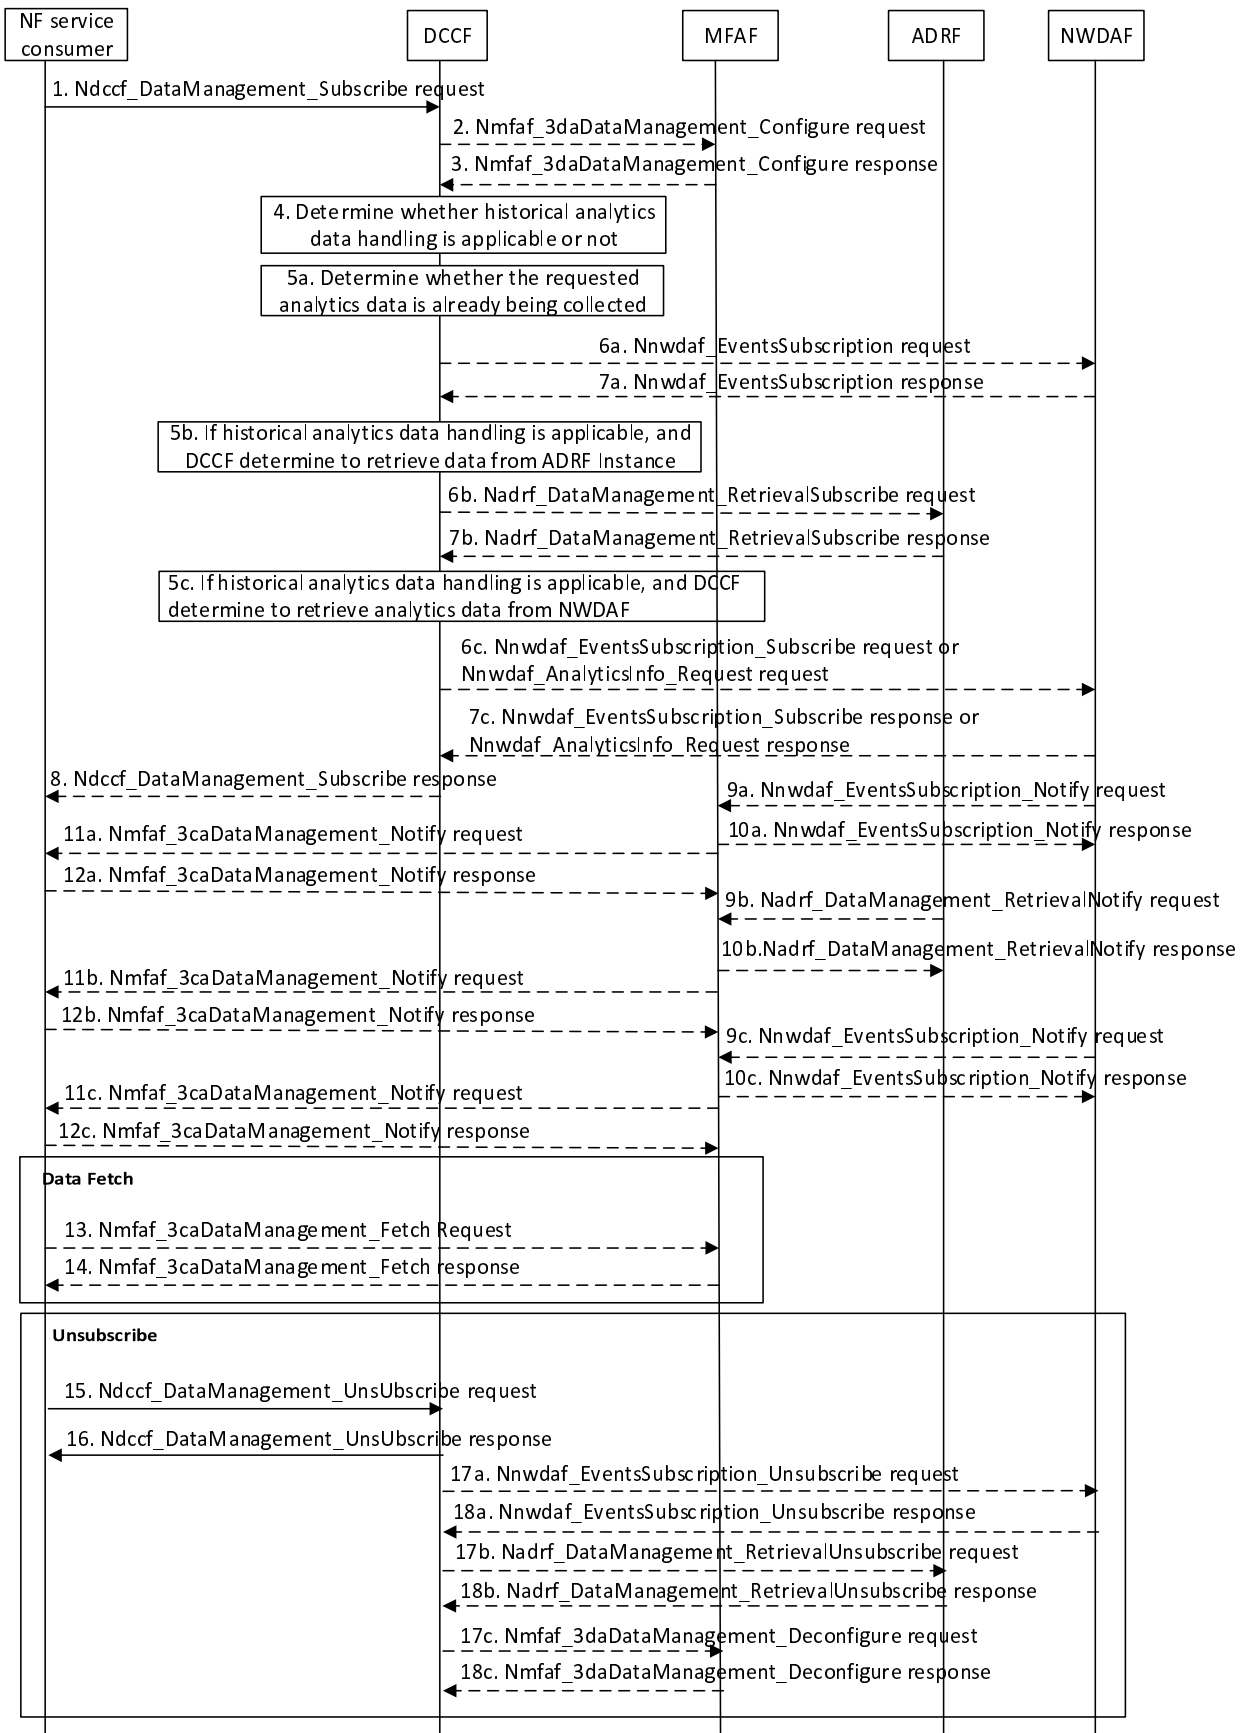 NF service
consumer
DCCF
MFAF
ADRF
NWDAF
1. Ndccf_DataManagement_Subscribe request
2. Nmfaf_3daDataManagement_Configure request
3. Nmfaf_3daDataManagement_Configure response
4. Determine whether historical analytics
data handling is applicable or not
5a. Determine whether the requested
analytics data is already being collected
6a. Nnwdaf_EventsSubscription request
7a. Nnwdaf_EventsSubscription response
5b. If historical analytics data handling is applicable, and
DCCF determine to retrieve data from ADRF Instance
6b. Nadrf_DataManagement_RetrievalSubscribe request
7b. Nadrf_DataManagement_RetrievalSubscribe response
5c. If historical analytics data handling is applicable, and DCCF
determine to retrieve analytics data from NWDAF
6c. Nnwdaf_EventsSubscription_Subscribe request or
Nnwdaf_AnalyticsInfo_Request request
7c. Nnwdaf_EventsSubscription_Subscribe response or
Nnwdaf_AnalyticsInfo_Request response
8. Ndccf_DataManagement_Subscribe response
9a. Nnwdaf_EventsSubscription_Notify request
10a. Nnwdaf_EventsSubscription_Notify response
11a. Nmfaf_3caDataManagement_Notify request
12a. Nmfaf_3caDataManagement_Notify response
9b. Nadrf_DataManagement_RetrievalNotify request
10b.Nadrf_DataManagement_RetrievalNotify response
11b. Nmfaf_3caDataManagement_Notify request
12b. Nmfaf_3caDataManagement_Notify response
9c. Nnwdaf_EventsSubscription_Notify request
10c. Nnwdaf_EventsSubscription_Notify response
11c. Nmfaf_3caDataManagement_Notify request
12c. Nmfaf_3caDataManagement_Notify response
Data Fetch
13. Nmfaf_3caDataManagement_Fetch Request
14. Nmfaf_3caDataManagement_Fetch response
Unsubscribe
15. Ndccf_DataManagement_UnsUbscribe request
16. Ndccf_DataManagement_UnsUbscribe response
17a. Nnwdaf_EventsSubscription_Unsubscribe request
18a. Nnwdaf_EventsSubscription_Unsubscribe response
17b. Nadrf_DataManagement_RetrievalUnsubscribe request
18b. Nadrf_DataManagement_RetrievalUnsubscribe response
17c. Nmfaf_3daDataManagement_Deconfigure request
18c. Nmfaf_3daDataManagement_Deconfigure response